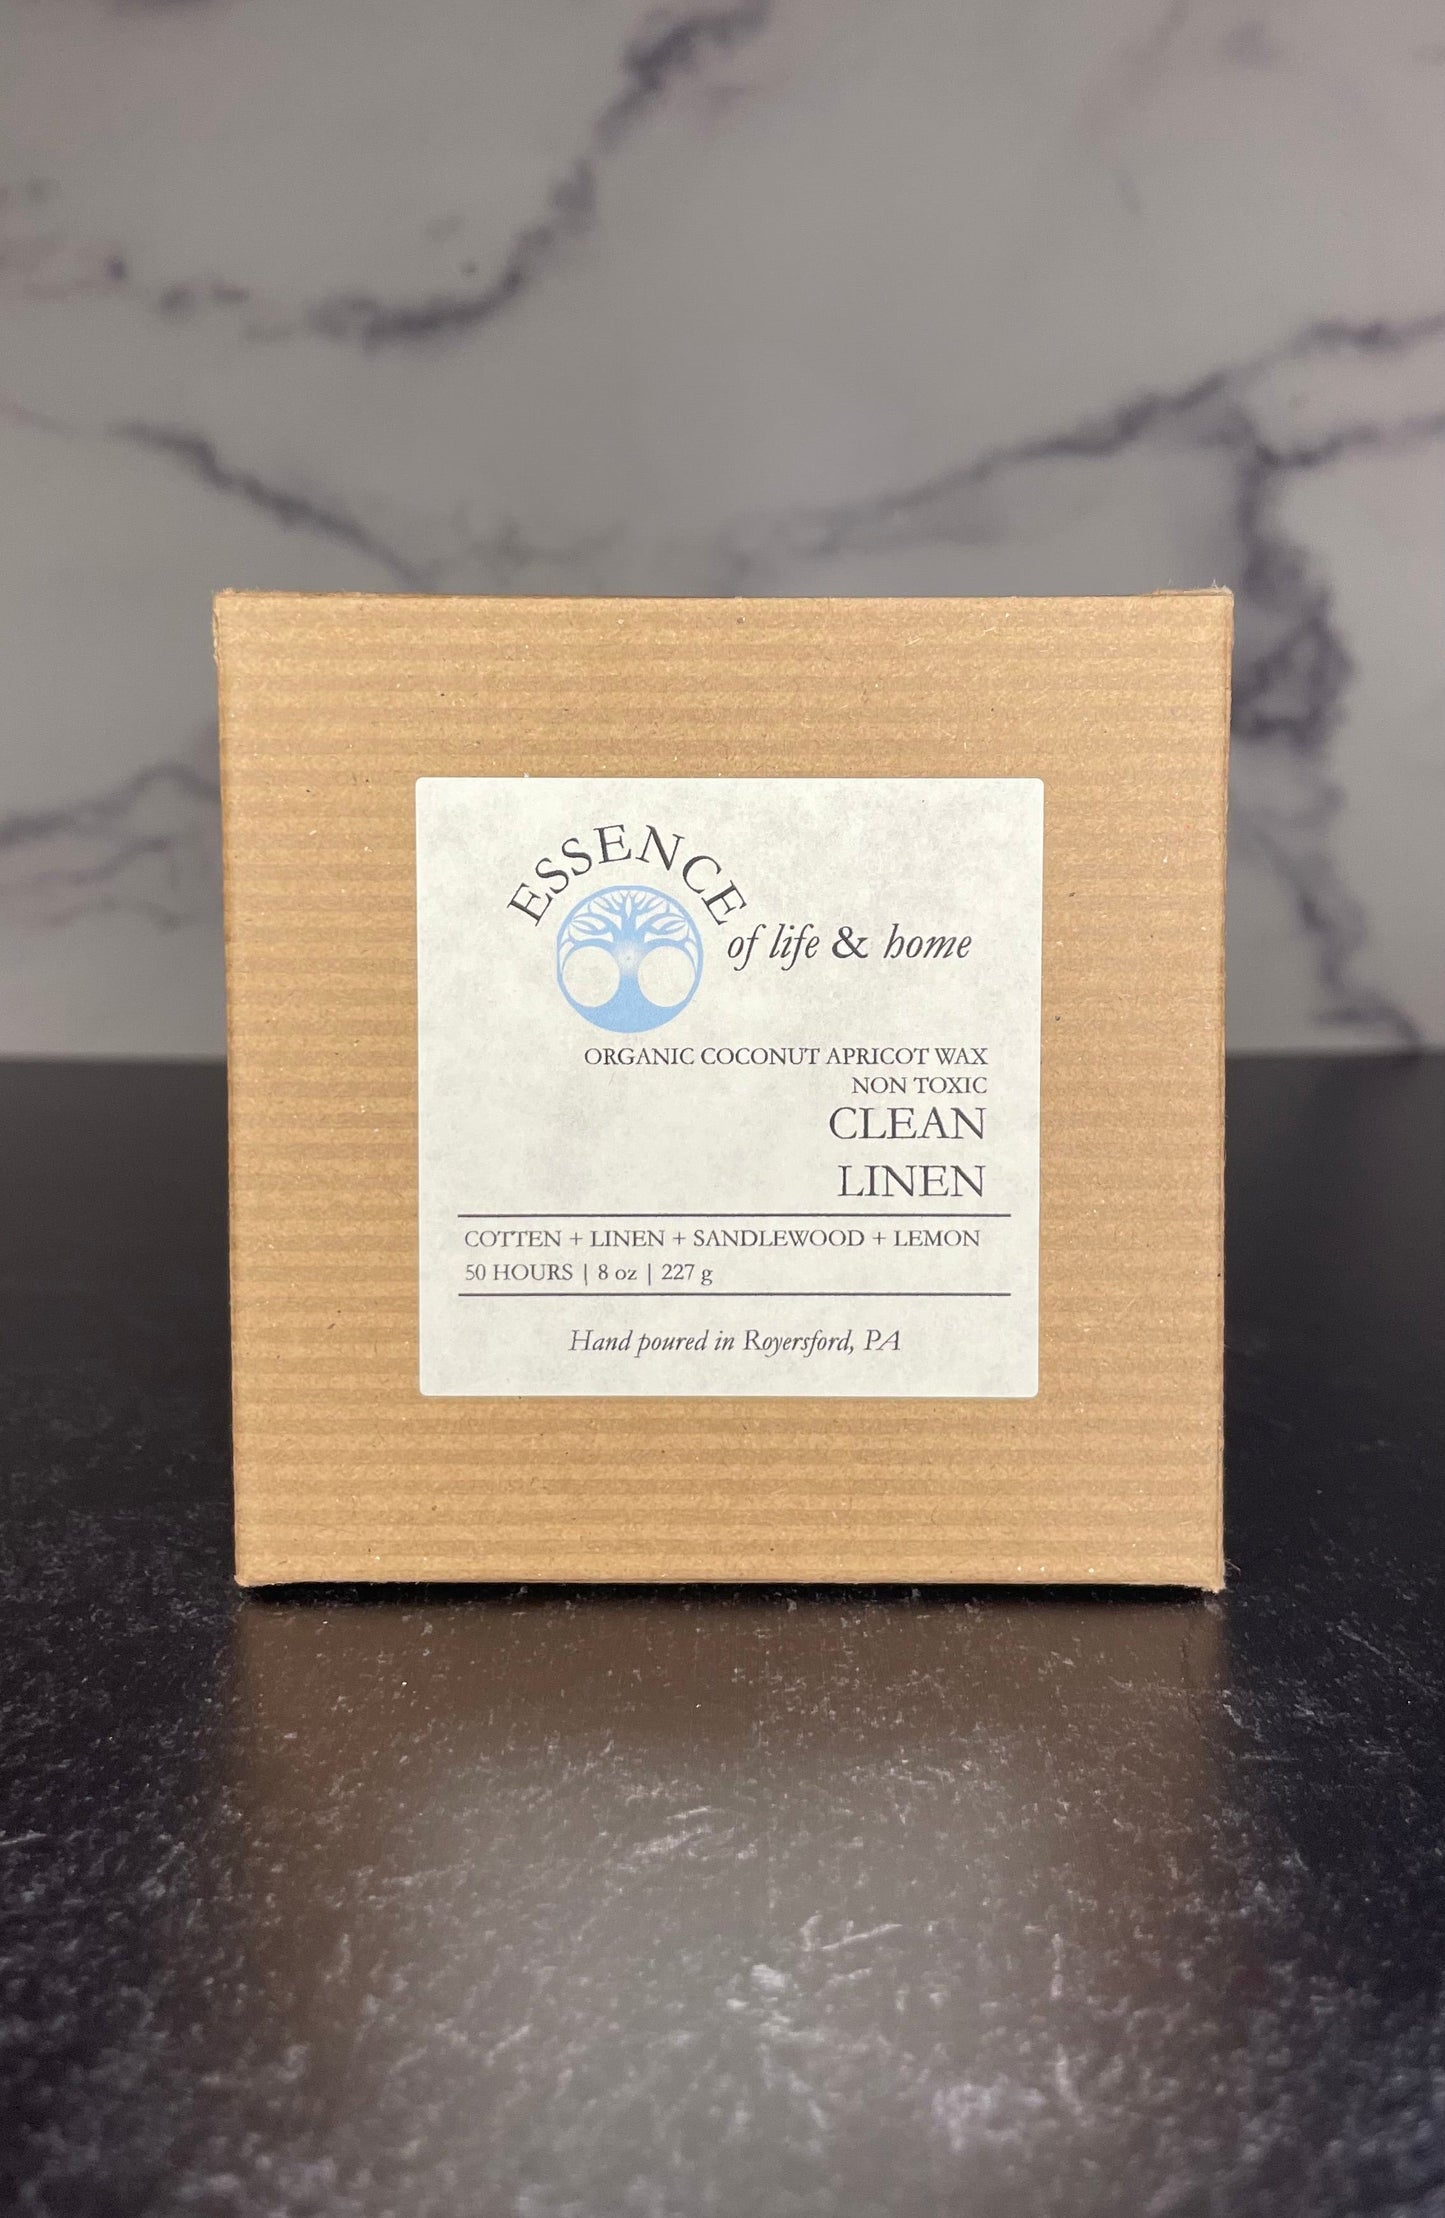 ESSENCE
of life & home
ORGANIC COCONUT APRICOT WAX
NON TOXIC
CLEAN
LINEN
COTTEN + LINEN + SANDLEWOOD + LEMON
50 HOURS | 8 oz | 227 g
Hand poured in Royersford, PA